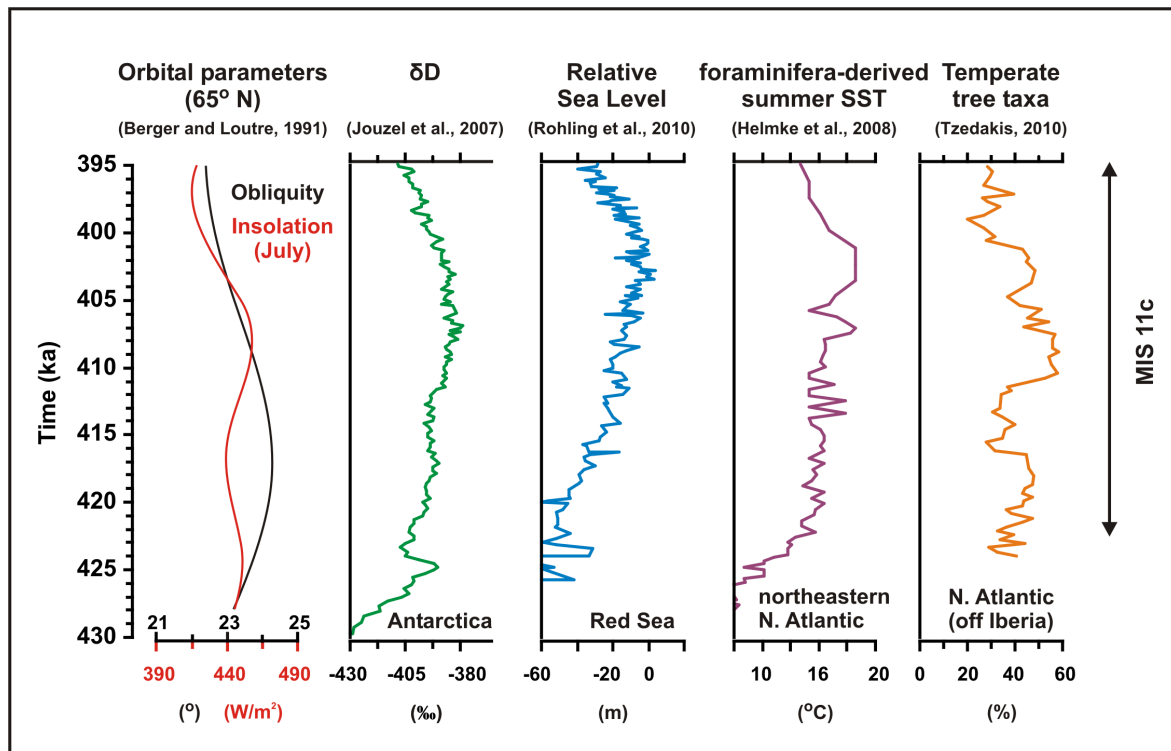 Orbital parameters
(65º N)
(Berger and Loutre, 1991)
δD
(Jouzel et al., 2007)
Relative
Sea Level
(Rohling et al., 2010)
foraminifera-derived
summer SST
(Helmke et al., 2008)
Temperate
tree taxa
(Tzedakis, 2010)
Time (ka)
395
400
405
410
415
420
425
430
Obliquity
Insolation
(July)
21 23 25
390 440 490
(º) (W/m²)
Antarctica
-430 -405 -380
(‰)
Red Sea
-60 -20 0
(m)
northeastern
N. Atlantic
10 16 20
(ºC)
N. Atlantic
(off Iberia)
0 20 40 60
(%)
MIS 11c